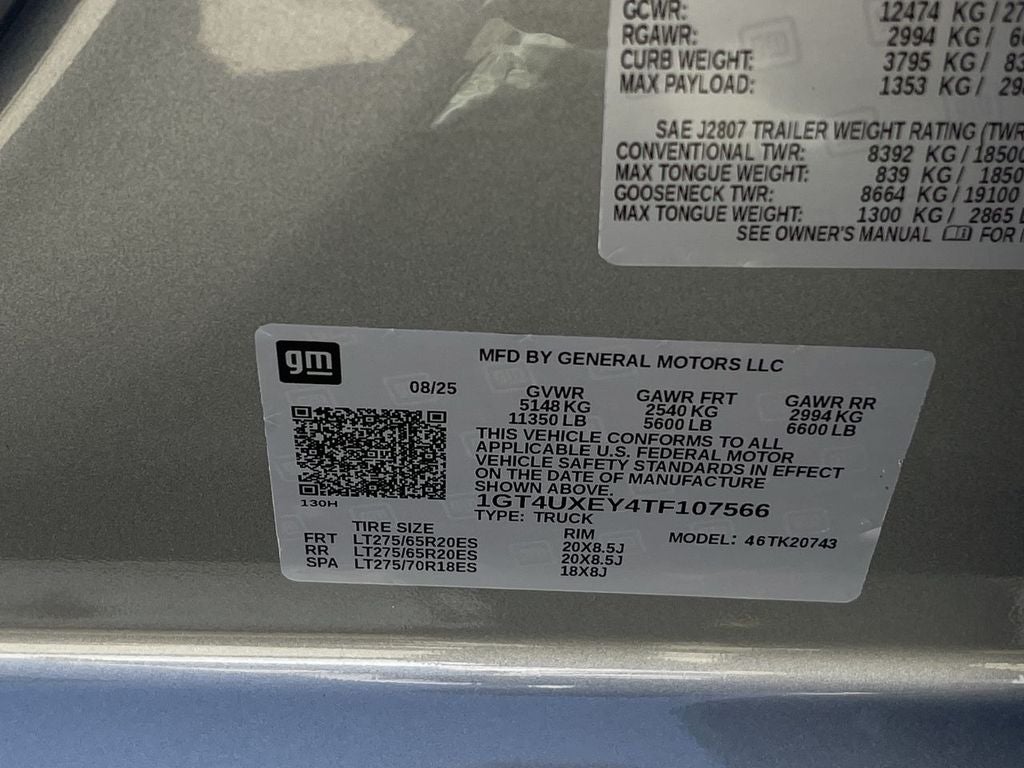 GCWR: 12474 KG/27
RGAWR: 2994 KG/ 6
CURB WEIGHT: 3795 KG/ 83
MAX PAYLOAD: 1353 KG/ 29
SAE J2807 TRAILER WEIGHT RATING (TWR
CONVENTIONAL TWR: 8392 KG/18500
MAX TONGUE WEIGHT: 839 KG/ 1850
GOOSENECK TWR: 8664 KG/19100
MAX TONGUE WEIGHT: 1300 KG/ 2865 L
SEE OWNER'S MANUAL FOR
gm
MFD BY GENERAL MOTORS LLC
08/25
GVWR GAWR FRT GAWR RR
5148 KG 2540 KG 2994 KG
11350 LB 5600 LB 6600 LB
THIS VEHICLE CONFORMS TO ALL
APPLICABLE U.S. FEDERAL MOTOR
VEHICLE SAFETY STANDARDS IN EFFECT
ON THE DATE OF MANUFACTURE
SHOWN ABOVE.
130H
1GT4UXEY4TF107566
TYPE: TRUCK
TIRE SIZE RIM MODEL: 46TK20743
FRT LT275/65R20ES 20X8.5J
RR LT275/65R20ES 20X8.5J
SPA LT275/70R18ES 18X8J